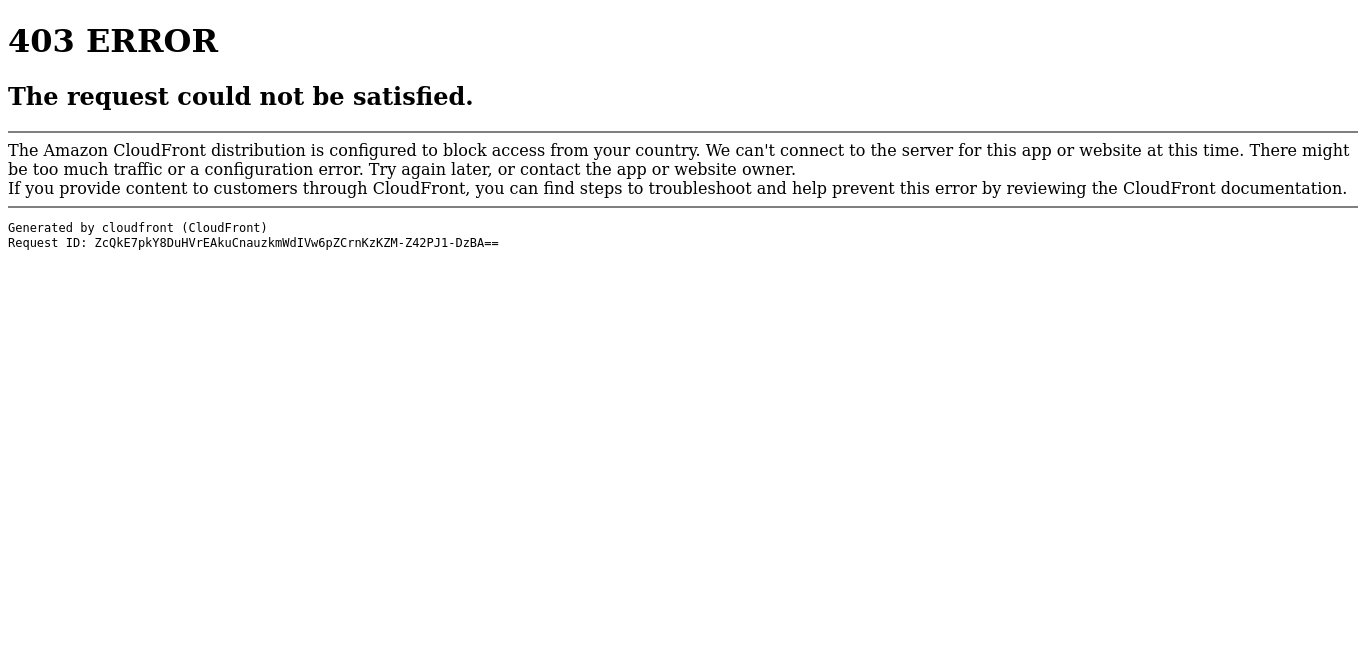 403 ERROR
The request could not be satisfied.
The Amazon CloudFront distribution is configured to block access from your country. We can't connect to the server for this app or website at this time. There might
be too much traffic or a configuration error. Try again later, or contact the app or website owner.
If you provide content to customers through CloudFront, you can find steps to troubleshoot and help prevent this error by reviewing the CloudFront documentation.
Generated by cloudfront (CloudFront)
Request ID: ZcQkE7pkY8DuHVrEAkuCnauzkmWdIVw6pZCrnKzKZM-Z42PJ1-DzBA==